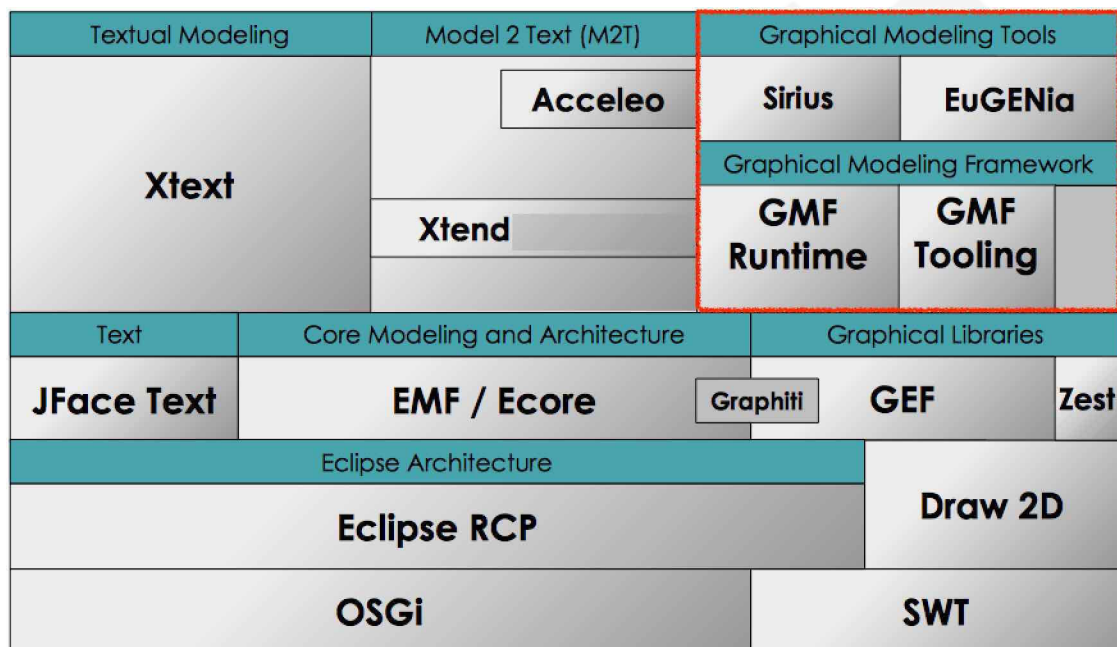 Textual Modeling
Model 2 Text (M2T)
Graphical Modeling Tools
Acceleo
Sirius
EuGENia
Xtext
Graphical Modeling Framework
Xtend
GMF
Runtime
GMF
Tooling
Text
Core Modeling and Architecture
Graphical Libraries
JFace Text
EMF / Ecore
Graphiti
GEF
Zest
Eclipse Architecture
Eclipse RCP
Draw 2D
OSGi
SWT